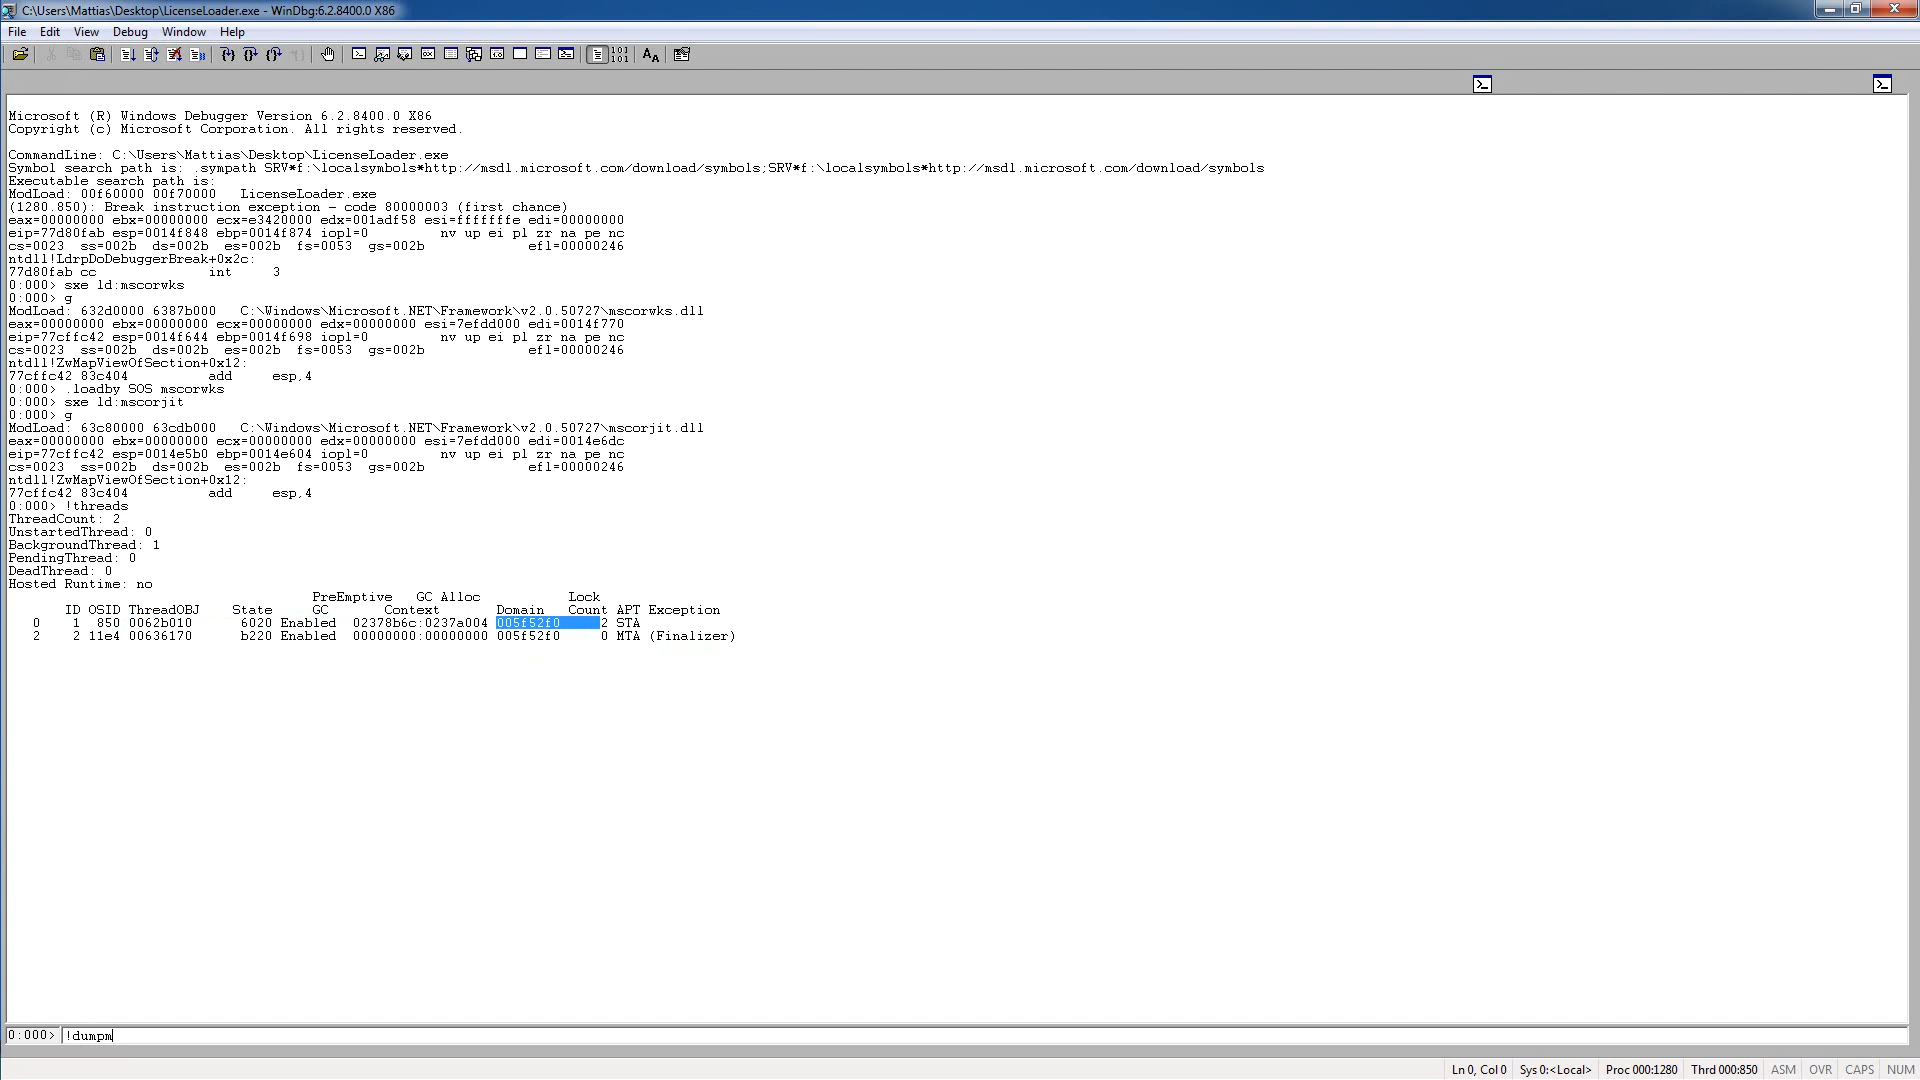 C:\Users\Mattias\Desktop\LicenseLoader.exe - WinDbg:6.2.8400.0 X86
File Edit View Debug Window Help
Microsoft (R) Windows Debugger Version 6.2.8400.0 X86
Copyright (c) Microsoft Corporation. All rights reserved.
CommandLine: C:\Users\Mattias\Desktop\LicenseLoader.exe
Symbol search path is: .sympath SRV*f:\localsymbols*http://msdl.microsoft.com/download/symbols;SRV*f:\localsymbols*http://msdl.microsoft.com/download/symbols
Executable search path is:
ModLoad: 00f60000 00f70000   LicenseLoader.exe
(1280.850): Break instruction exception - code 80000003 (first chance)
eax=00000000 ebx=00000000 ecx=e3420000 edx=001adf58 esi=fffffffe edi=00000000
eip=77d80fab esp=0014f848 ebp=0014f874 iopl=0         nv up ei pl zr na pe nc
cs=0023  ss=002b  ds=002b  es=002b  fs=0053  gs=002b             efl=00000246
ntdll!LdrpDoDebuggerBreak+0x2c:
77d80fab cc              int     3
0:000> sxe ld:mscorwks
0:000> g
ModLoad: 632d0000 6387b000   C:\Windows\Microsoft.NET\Framework\v2.0.50727\mscorwks.dll
eax=00000000 ebx=00000000 ecx=00000000 edx=00000000 esi=7efdd000 edi=0014f770
eip=77cffc42 esp=0014f644 ebp=0014f698 iopl=0         nv up ei pl zr na pe nc
cs=0023  ss=002b  ds=002b  es=002b  fs=0053  gs=002b             efl=00000246
ntdll!ZwMapViewOfSection+0x12:
77cffc42 83c404          add     esp,4
0:000> .loadby SOS mscorwks
0:000> sxe ld:mscorjit
0:000> g
ModLoad: 63c80000 63cdb000   C:\Windows\Microsoft.NET\Framework\v2.0.50727\mscorjit.dll
eax=00000000 ebx=00000000 ecx=00000000 edx=00000000 esi=7efdd000 edi=0014e6dc
eip=77cffc42 esp=0014e5b0 ebp=0014e604 iopl=0         nv up ei pl zr na pe nc
cs=0023  ss=002b  ds=002b  es=002b  fs=0053  gs=002b             efl=00000246
ntdll!ZwMapViewOfSection+0x12:
77cffc42 83c404          add     esp,4
0:000> !threads
ThreadCount: 2
UnstartedThread: 0
BackgroundThread: 1
PendingThread: 0
DeadThread: 0
Hosted Runtime: no
PreEmptive   GC Alloc           Lock
ID OSID ThreadOBJ    State     GC       Context       Domain   Count APT Exception
0    1  850 0062b010      6020 Enabled  02378b6c:0237a004 005f52f0     2 STA
2    2 11e4 00636170      b220 Enabled  00000000:00000000 005f52f0     0 MTA (Finalizer)
0:000> !dumpm
Ln 0, Col 0 Sys 0:<Local> Proc 000:1280 Thrd 000:850 ASM OVR CAPS NUM